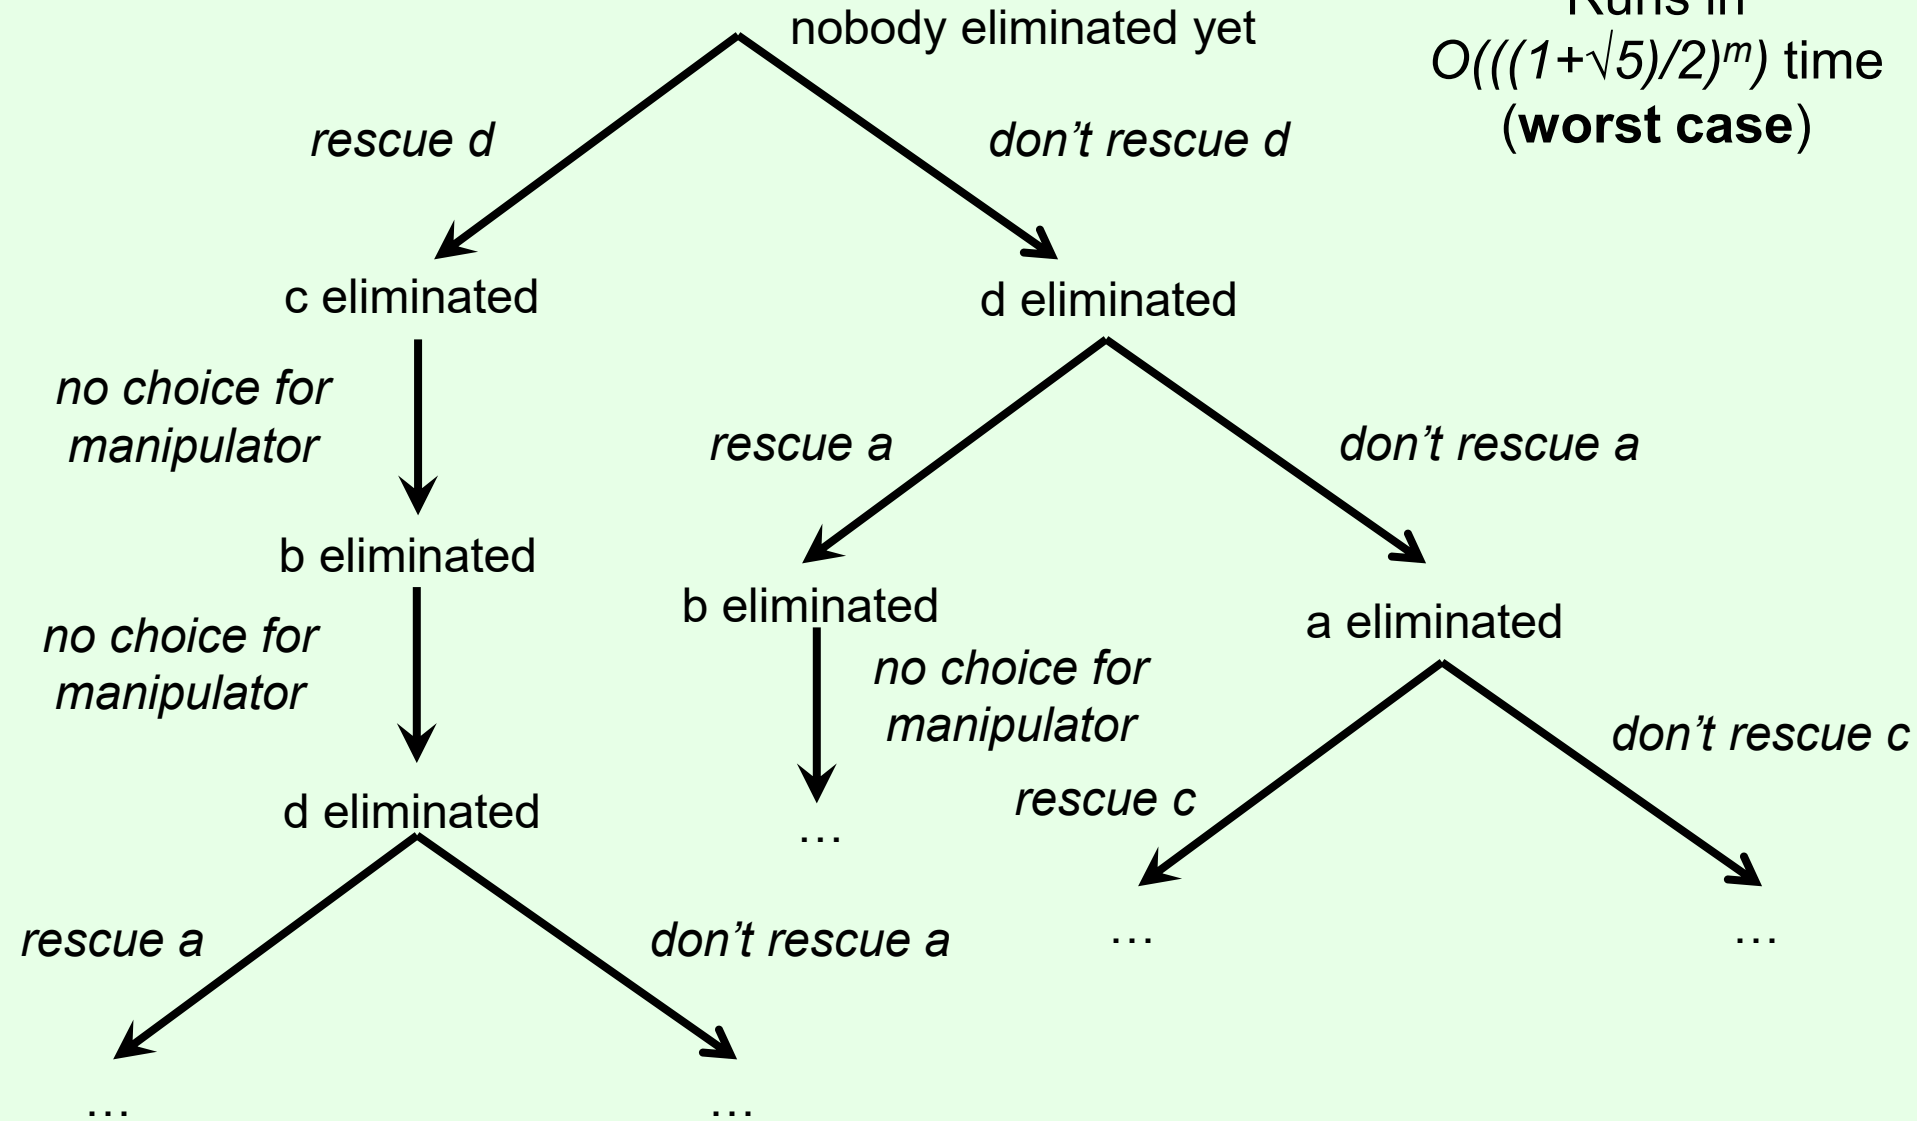 Runs in
nobody eliminated yet
O(((1+√5)/2)ᵐ) time
(worst case)
rescue d
don't rescue d
c eliminated
d eliminated
no choice for
manipulator
rescue a
don't rescue a
b eliminated
b eliminated
a eliminated
no choice for
manipulator
no choice for
manipulator
don't rescue c
rescue c
d eliminated
…
rescue a
don't rescue a
…
…
…
…